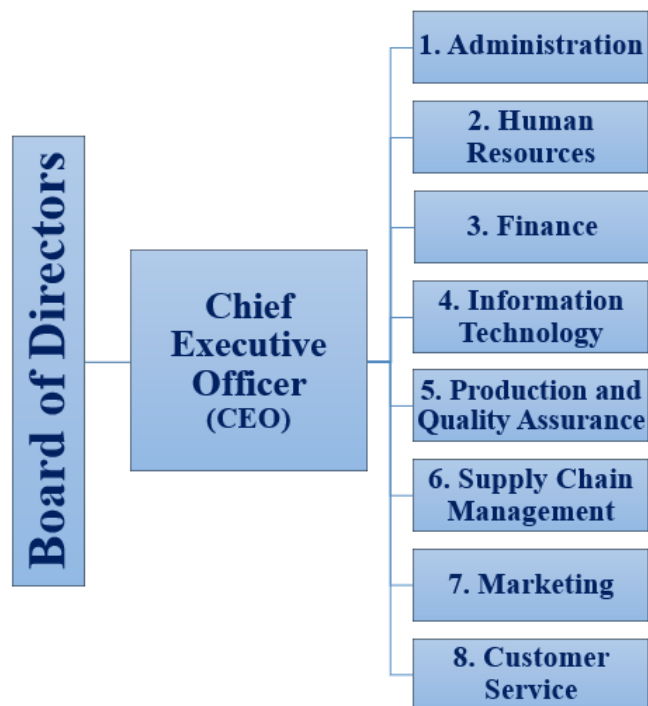 Board of Directors
Chief
Executive
Officer
(CEO)
1. Administration
2. Human
Resources
3. Finance
4. Information
Technology
5. Production and
Quality Assurance
6. Supply Chain
Management
7. Marketing
8. Customer
Service